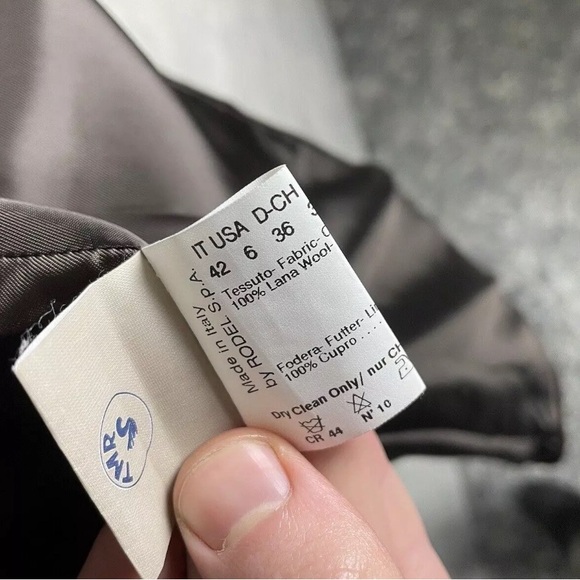 IT USA D-CH
42 6 36
Tessuto- Fabric-
100% Lana Wool-
Fodera- Futter-
100% Cupro . . . .
Dry Clean Only/ nur
CR 44 N° 10
Made in Italy
by RODEL S.P.A.
TMR
S